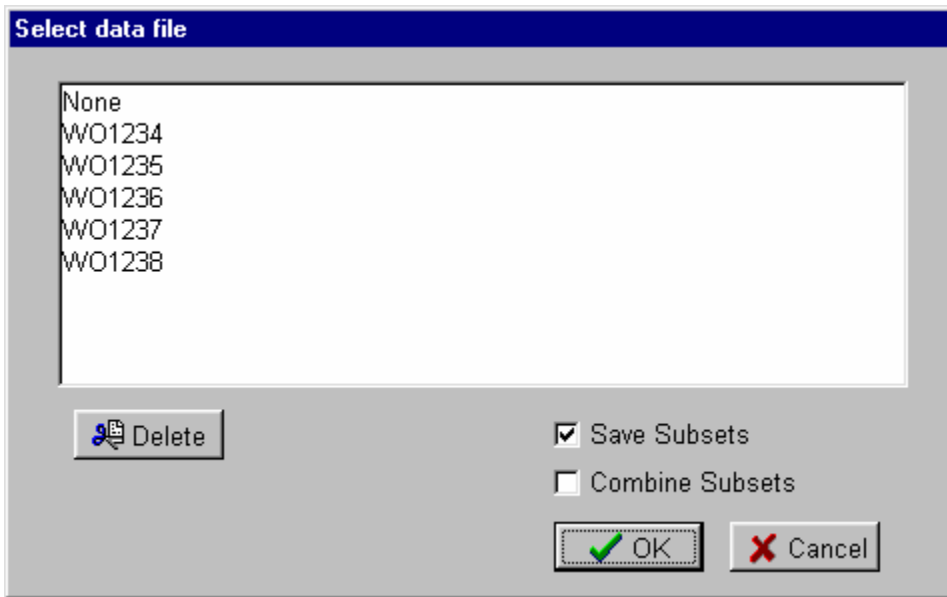 Select data file
None
WO1234
WO1235
WO1236
WO1237
WO1238
Delete
Save Subsets
Combine Subsets
OK
Cancel